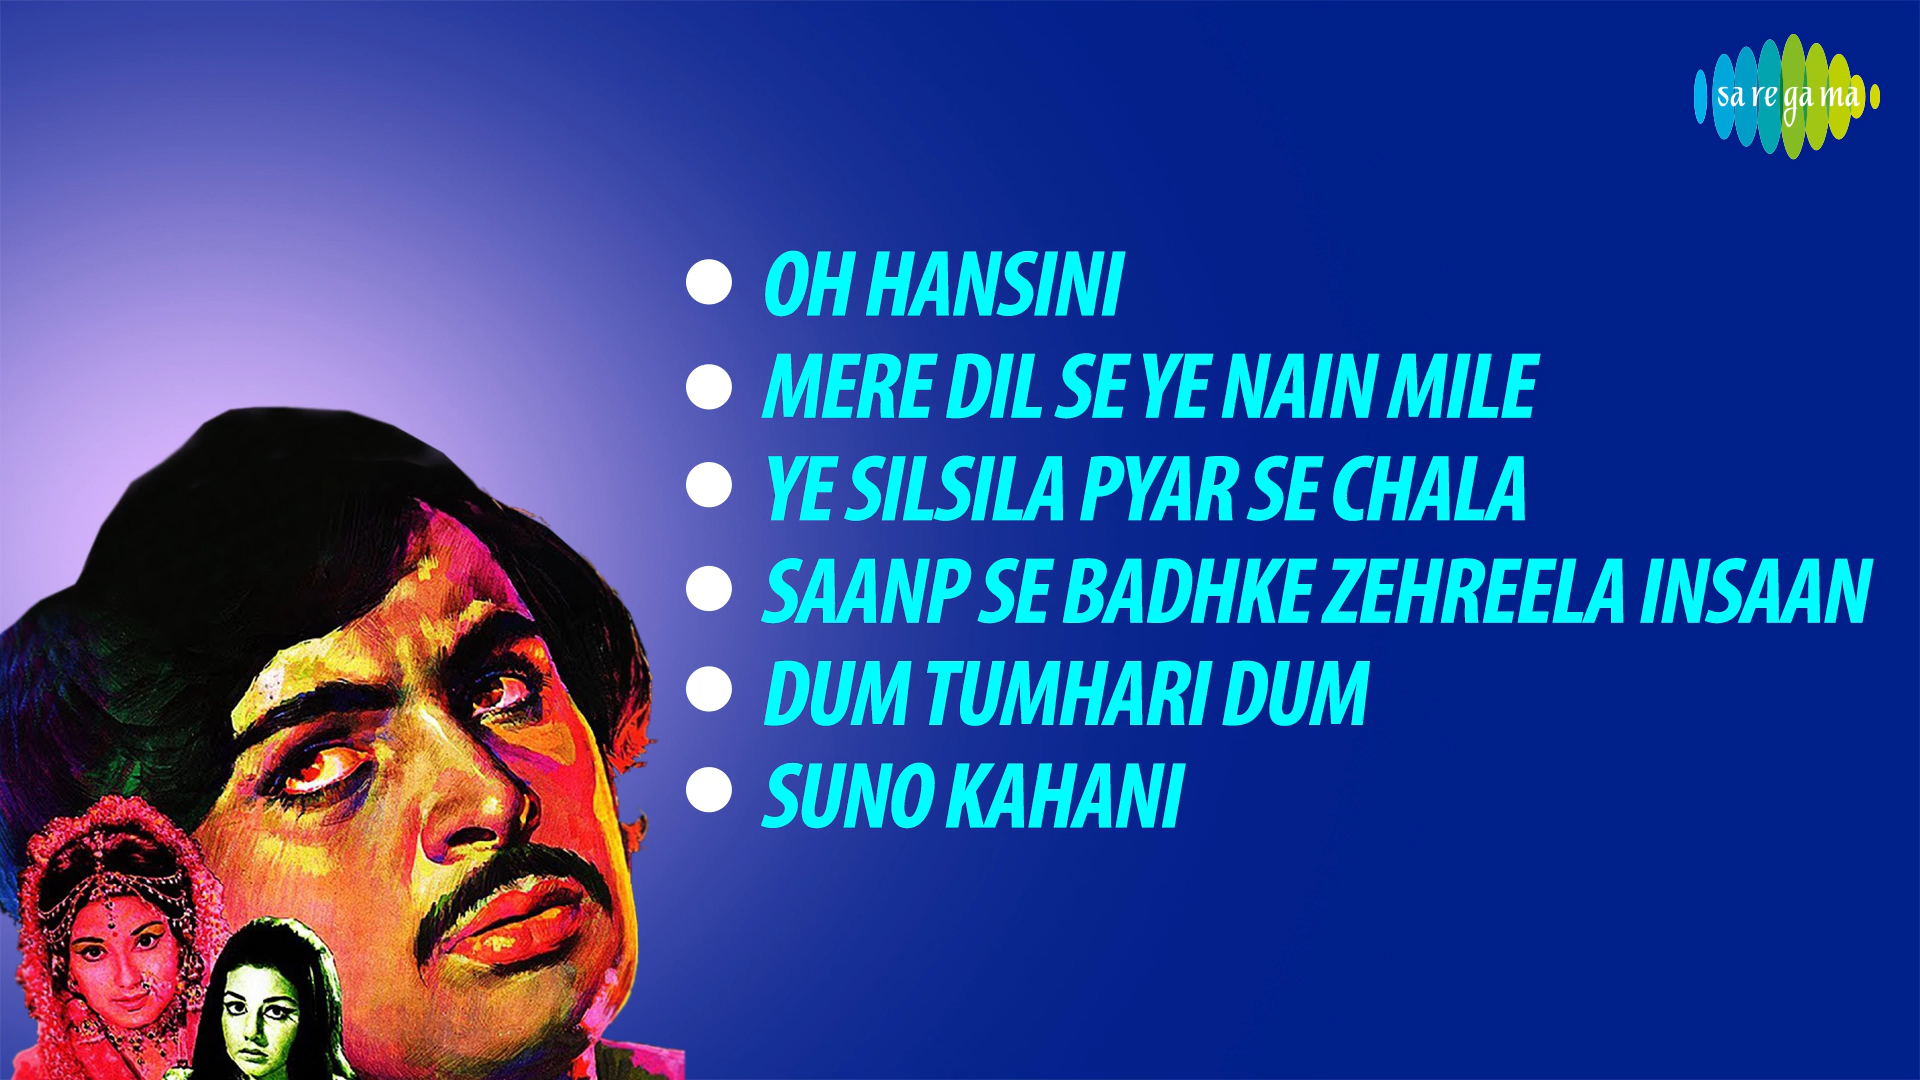 sa re ga ma
OH HANSINI
MERE DIL SE YE NAIN MILE
YE SILSILA PYAR SE CHALA
SAANP SE BADHKE ZEHREELA INSAAN
DUM TUMHARI DUM
SUNO KAHANI